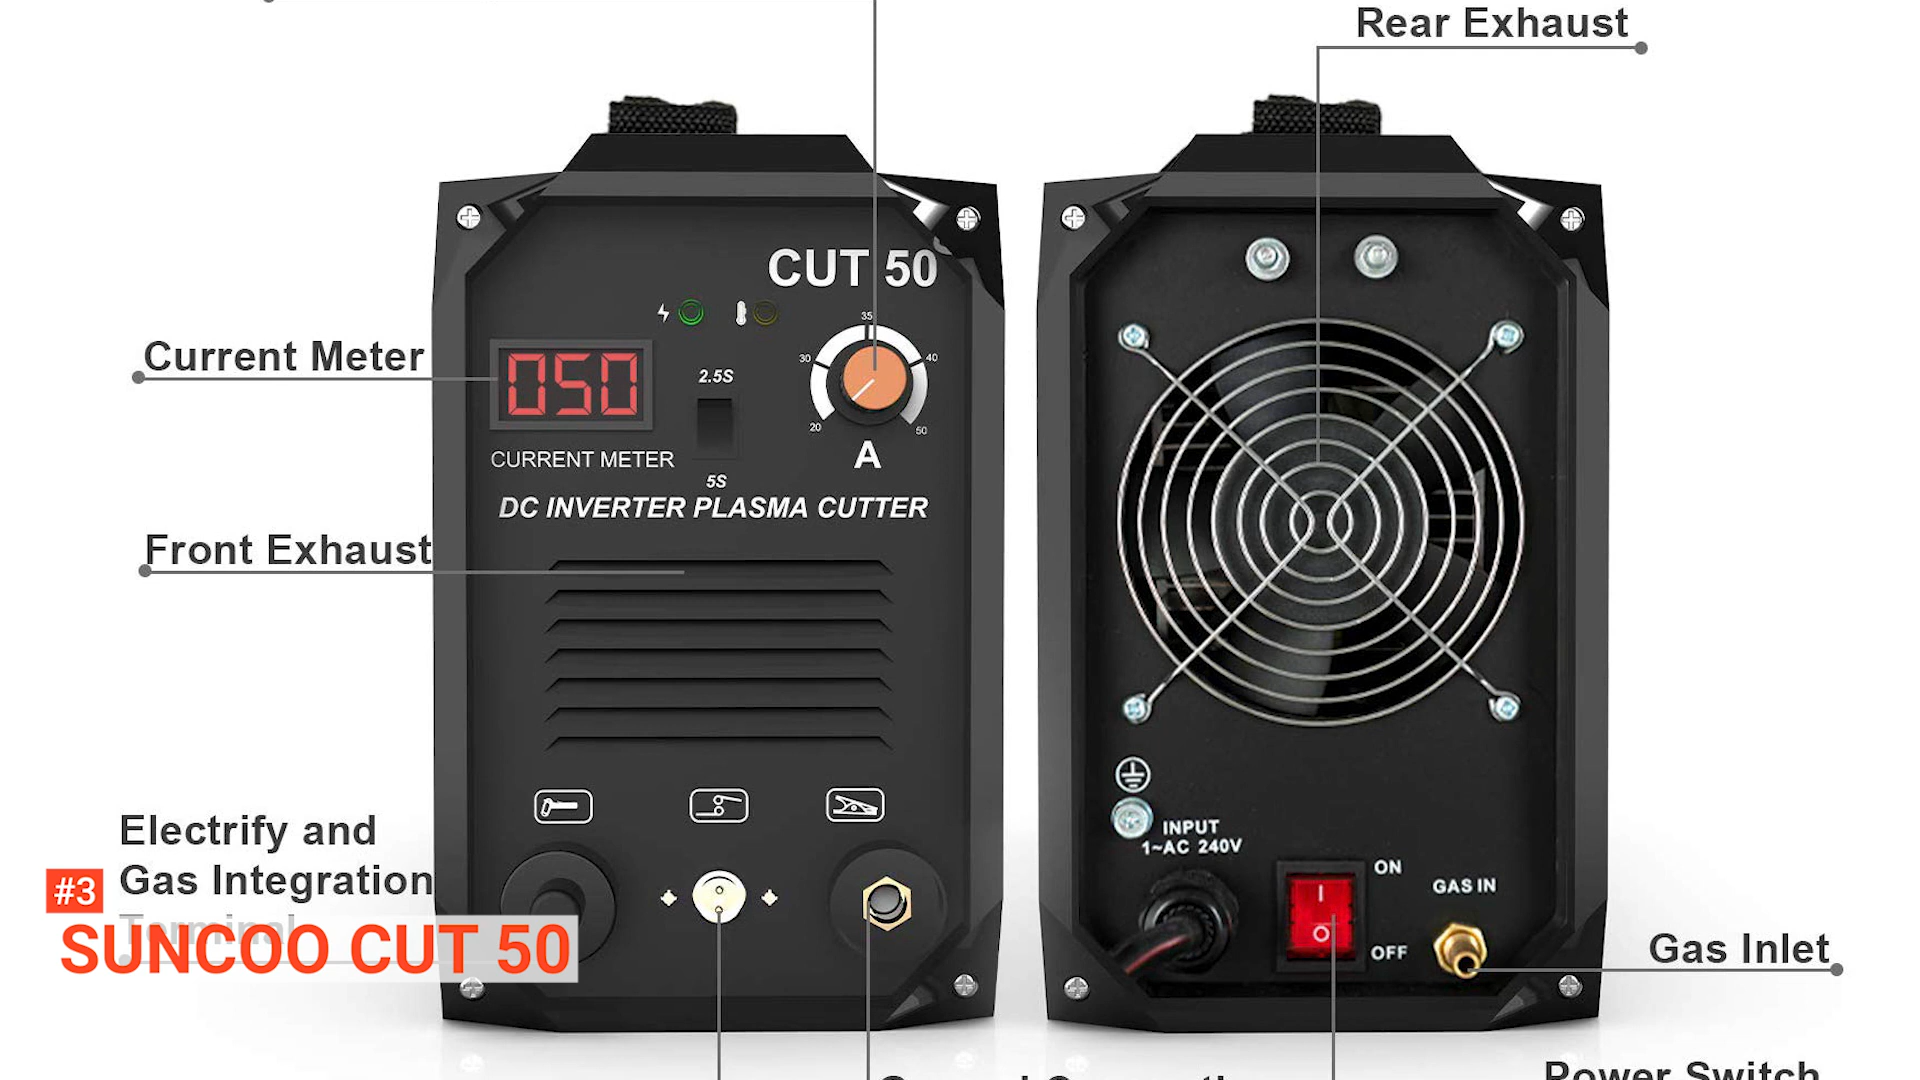 Rear Exhaust
CUT 50
35
30
40
20
50
A
050
2.5S
5S
CURRENT METER
DC INVERTER PLASMA CUTTER
Current Meter
Front Exhaust
Electrify and
Gas Integration
Terminal
#3
SUNCOO CUT 50
INPUT
1~AC 240V
ON
OFF
GAS IN
Gas Inlet
Power Switch